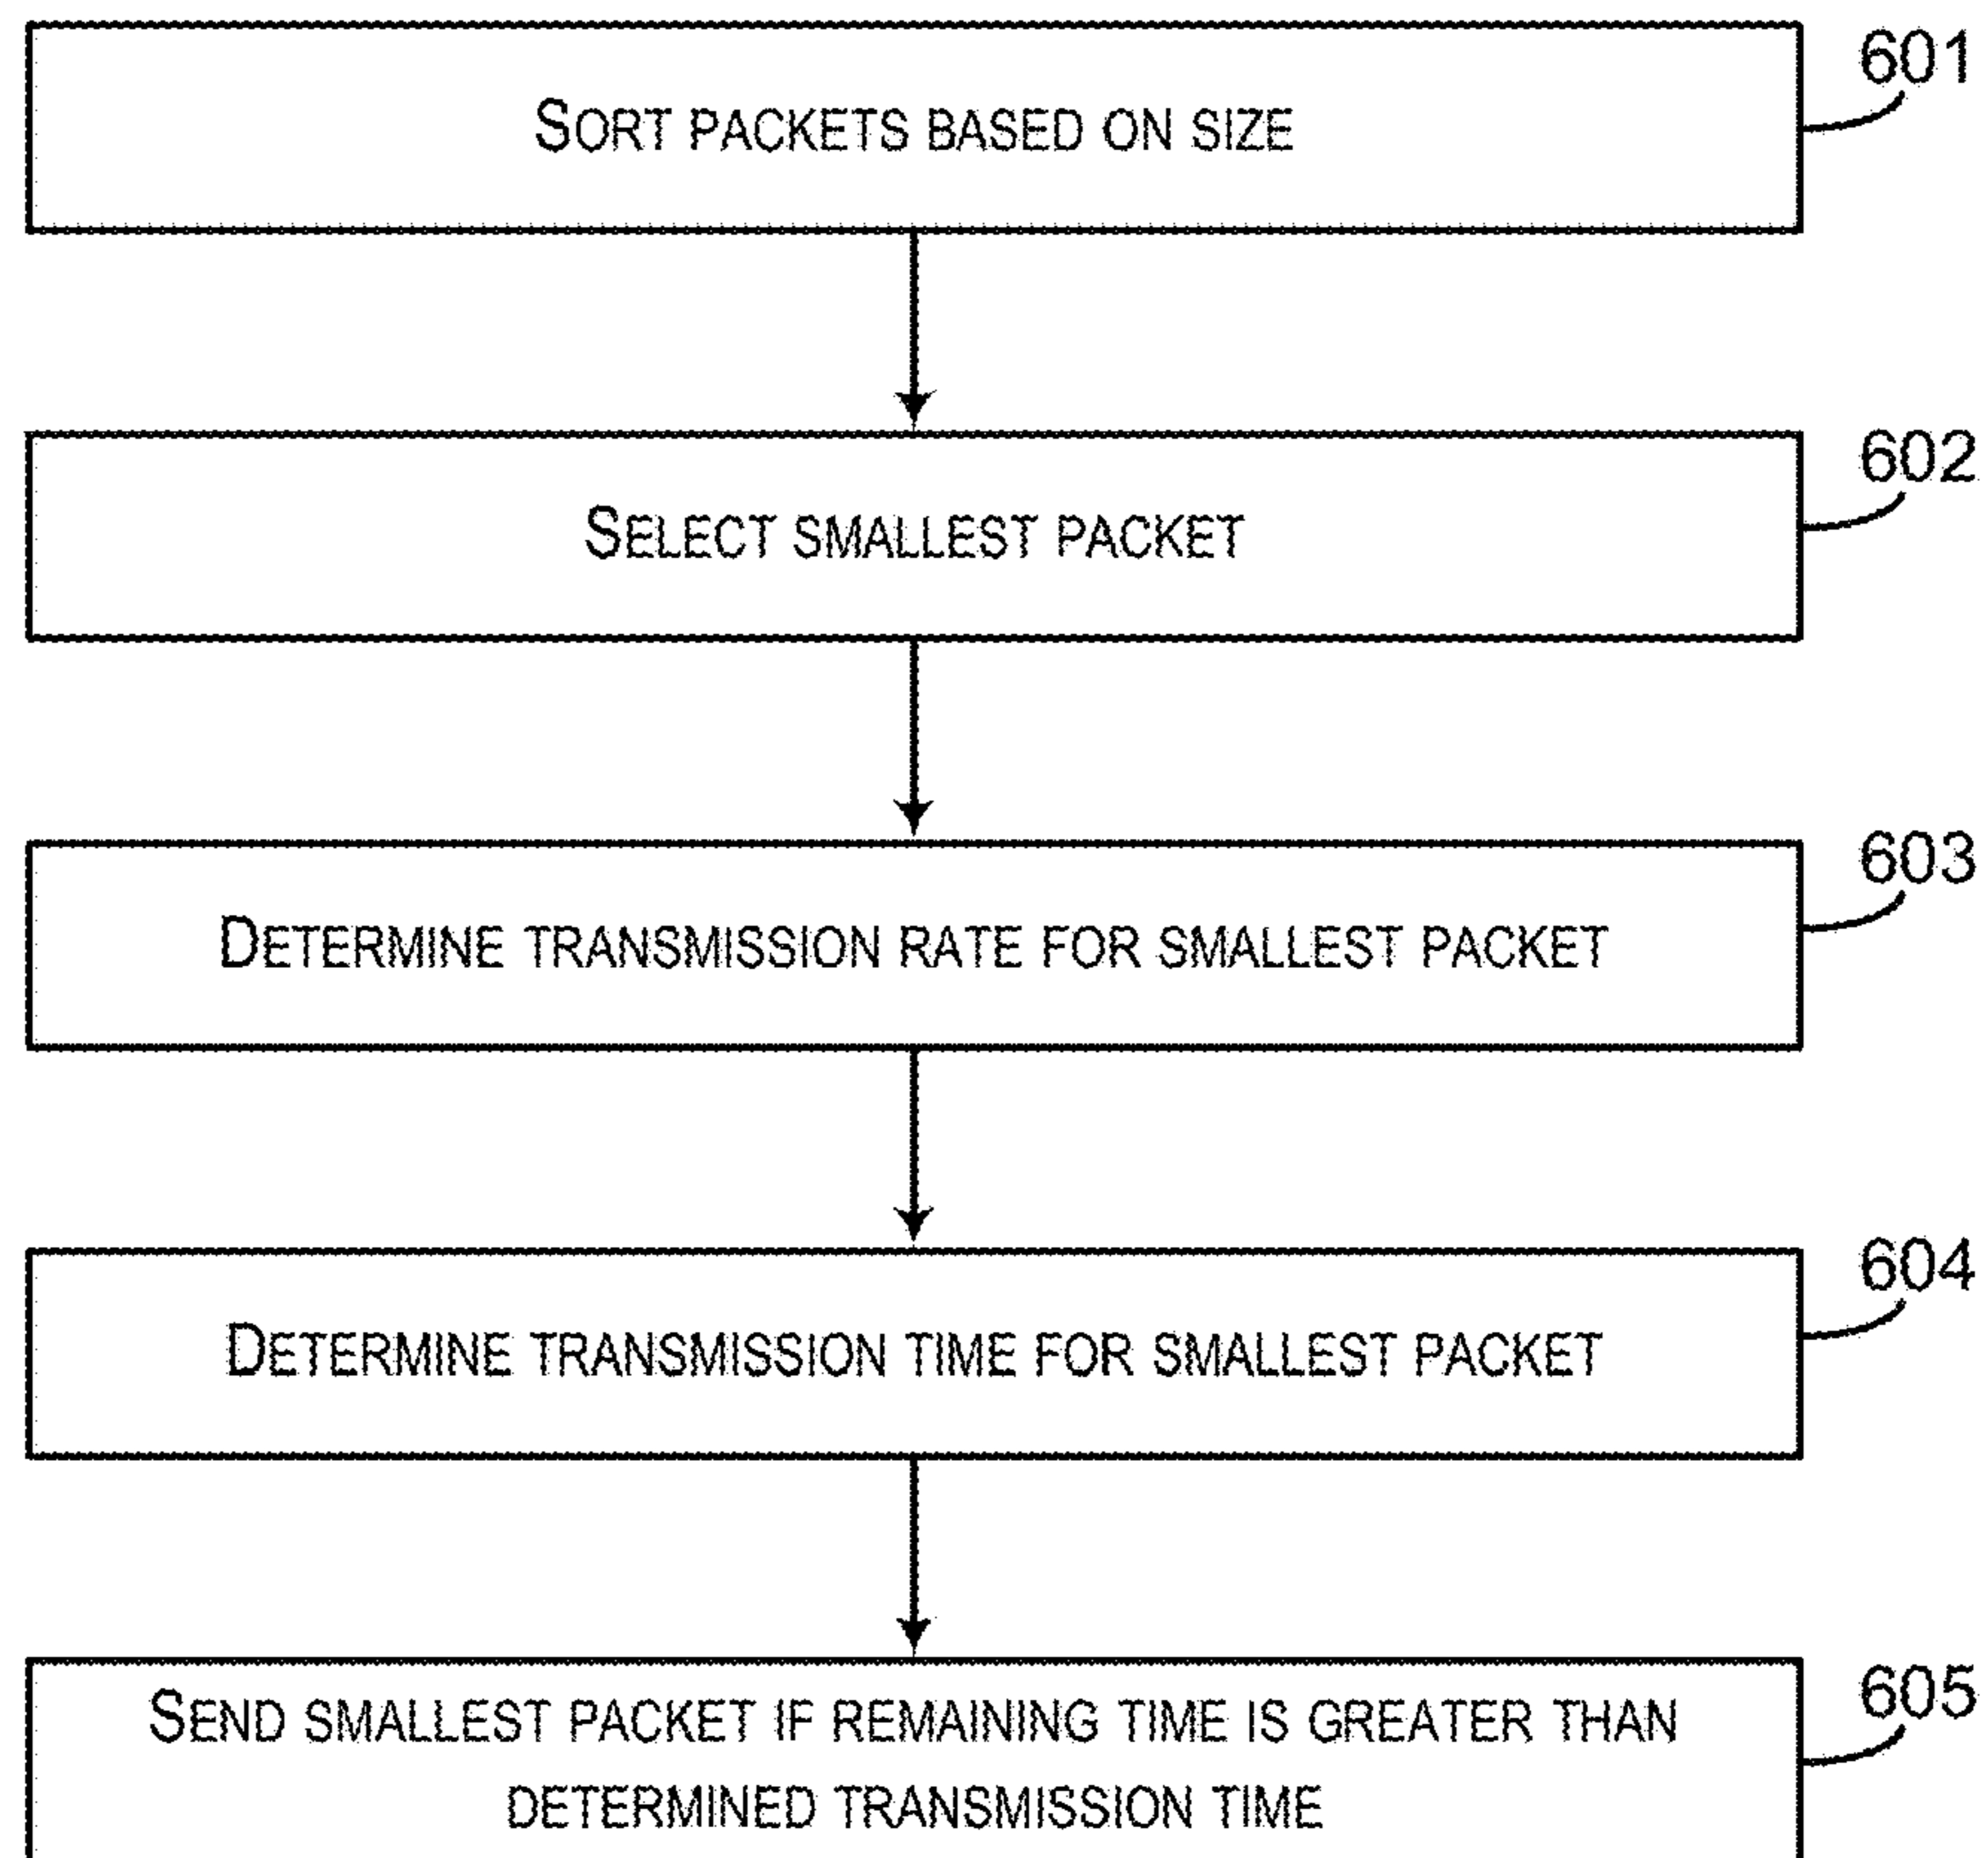 601
SORT PACKETS BASED ON SIZE
602
SELECT SMALLEST PACKET
603
DETERMINE TRANSMISSION RATE FOR SMALLEST PACKET
604
DETERMINE TRANSMISSION TIME FOR SMALLEST PACKET
605
SEND SMALLEST PACKET IF REMAINING TIME IS GREATER THAN
DETERMINED TRANSMISSION TIME